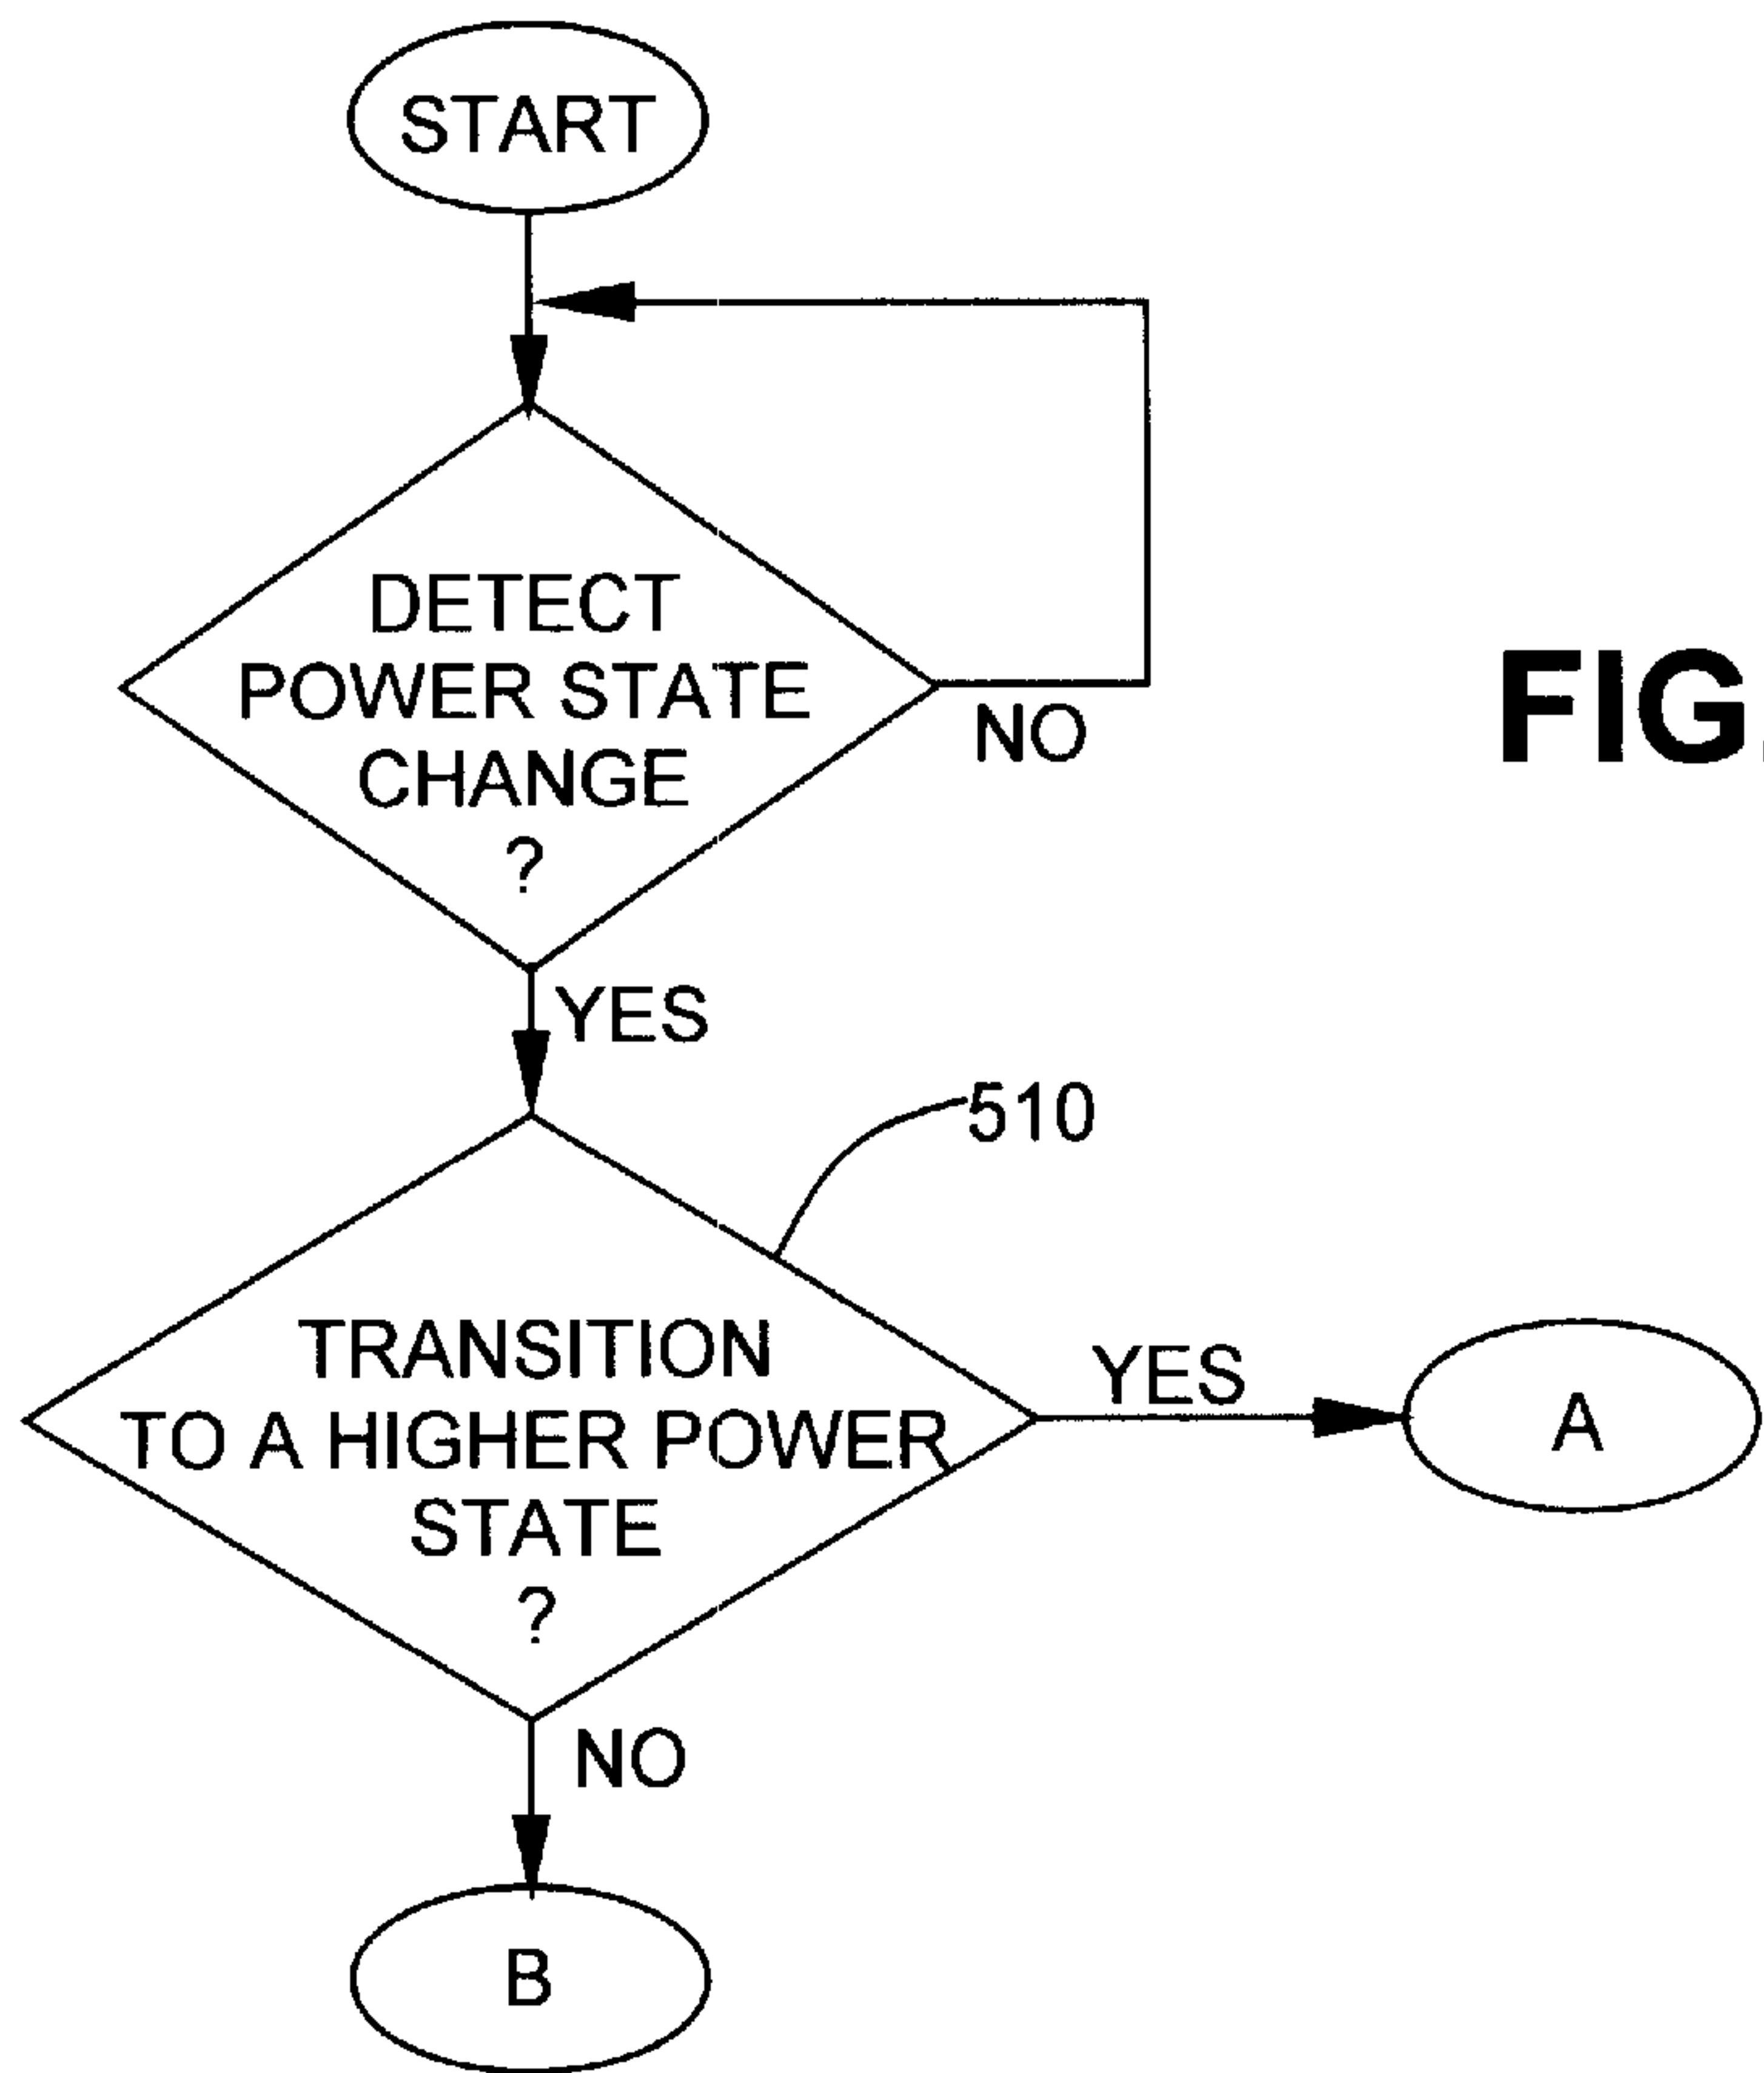 START
DETECT
POWER STATE
CHANGE
?
NO
FIG.
YES
510
TRANSITION
TO A HIGHER POWER
STATE
?
YES
A
NO
B